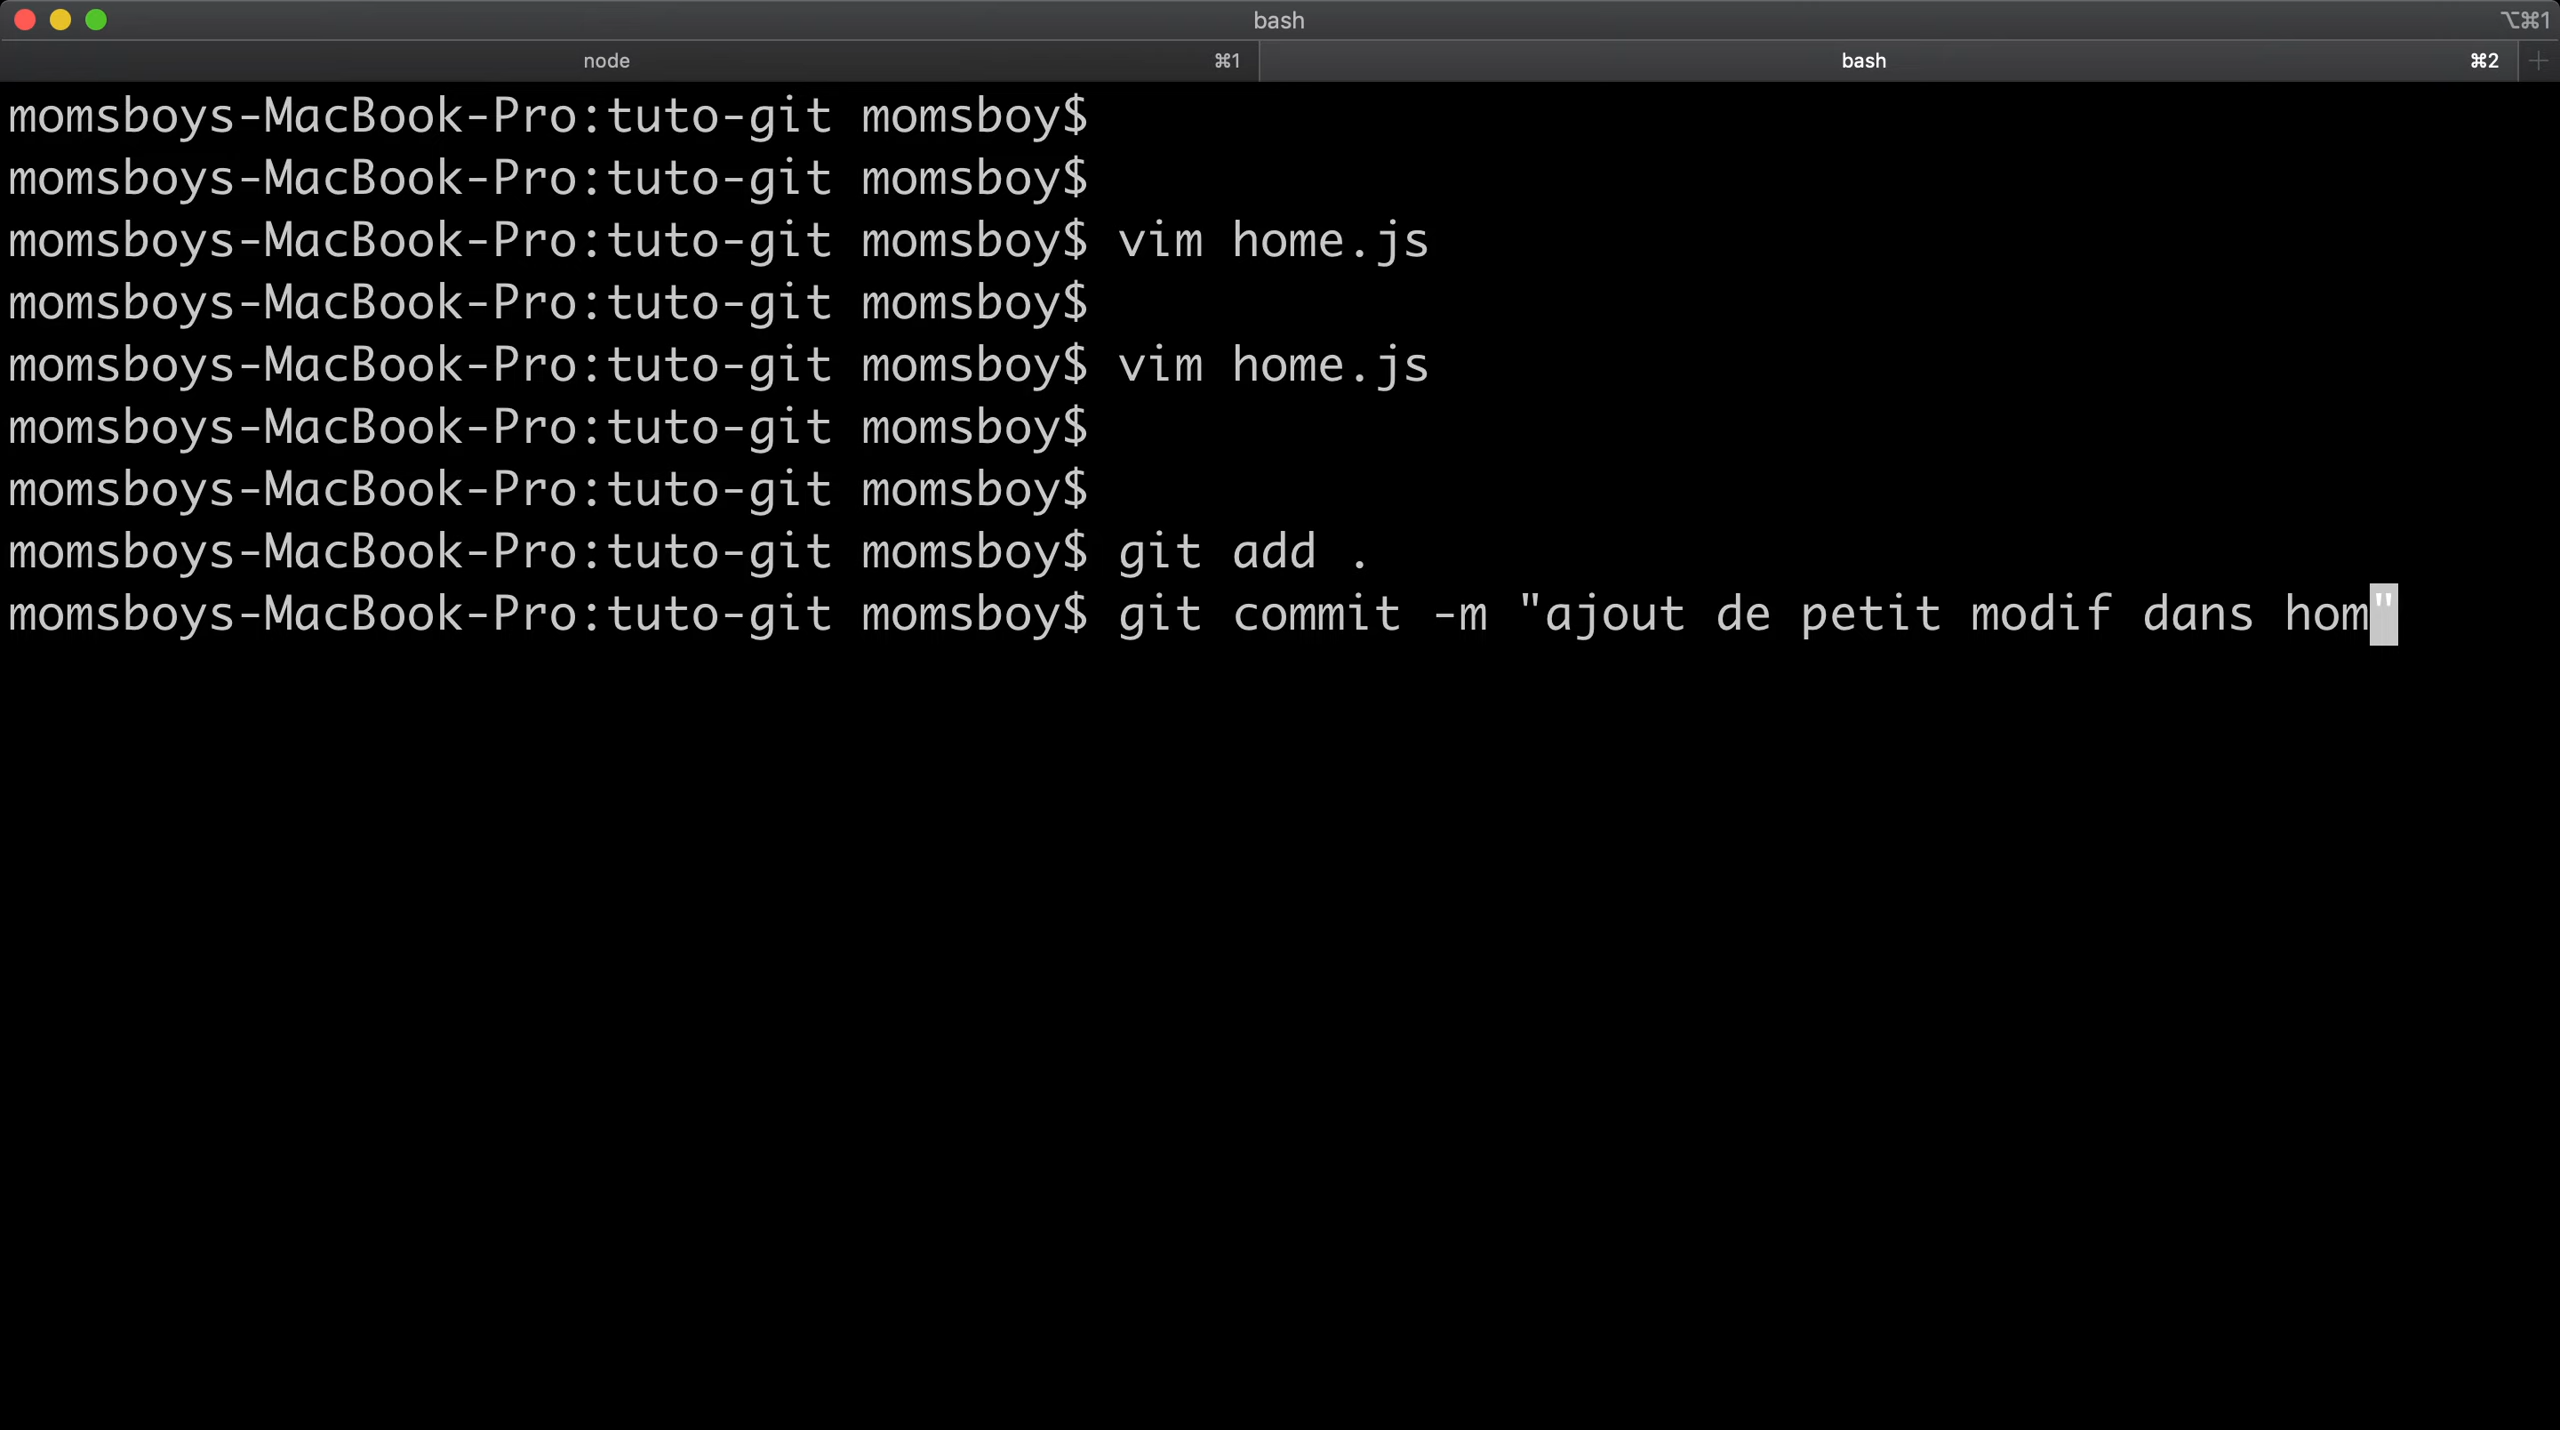 bash ⌥⌘1
node ⌘1 bash ⌘2 +
momsboys-MacBook-Pro:tuto-git momsboy$
momsboys-MacBook-Pro:tuto-git momsboy$
momsboys-MacBook-Pro:tuto-git momsboy$ vim home.js
momsboys-MacBook-Pro:tuto-git momsboy$
momsboys-MacBook-Pro:tuto-git momsboy$ vim home.js
momsboys-MacBook-Pro:tuto-git momsboy$
momsboys-MacBook-Pro:tuto-git momsboy$
momsboys-MacBook-Pro:tuto-git momsboy$ git add .
momsboys-MacBook-Pro:tuto-git momsboy$ git commit -m "ajout de petit modif dans hom"